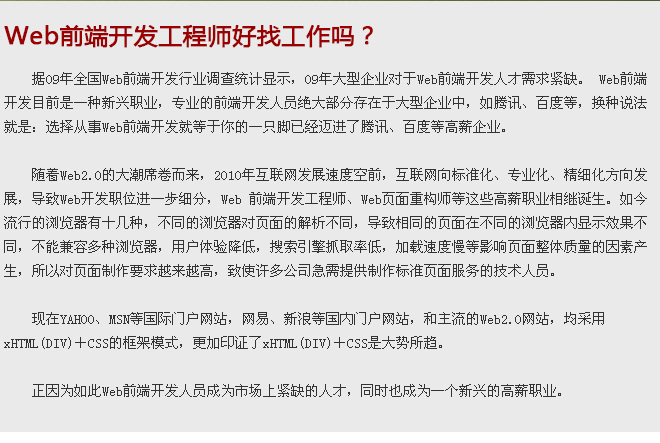 Web前端开发工程师好找工作吗？
据09年全国Web前端开发行业调查统计显示，09年大型企业对于Web前端开发人才需求紧缺。 Web前端
开发目前是一种新兴职业，专业的前端开发人员绝大部分存在于大型企业中，如腾讯、百度等，换种说法
就是：选择从事Web前端开发就等于你的一只脚已经迈进了腾讯、百度等高薪企业。
随着Web2.0的大潮席卷而来，2010年互联网发展速度空前，互联网向标准化、专业化、精细化方向发
展，导致Web开发职位进一步细分，Web 前端开发工程师、Web页面重构师等这些高薪职业相继诞生。如今
流行的浏览器有十几种，不同的浏览器对页面的解析不同，导致相同的页面在不同的浏览器内显示效果不
同，不能兼容多种浏览器，用户体验降低，搜索引擎抓取率低，加载速度慢等影响页面整体质量的因素产
生，所以对页面制作要求越来越高，致使许多公司急需提供制作标准页面服务的技术人员。
现在YAHOO、MSN等国际门户网站，网易、新浪等国内门户网站，和主流的Web2.0网站，均采用
xHTML(DIV)＋CSS的框架模式，更加印证了xHTML(DIV)＋CSS是大势所趋。
正因为如此Web前端开发人员成为市场上紧缺的人才，同时也成为一个新兴的高薪职业。